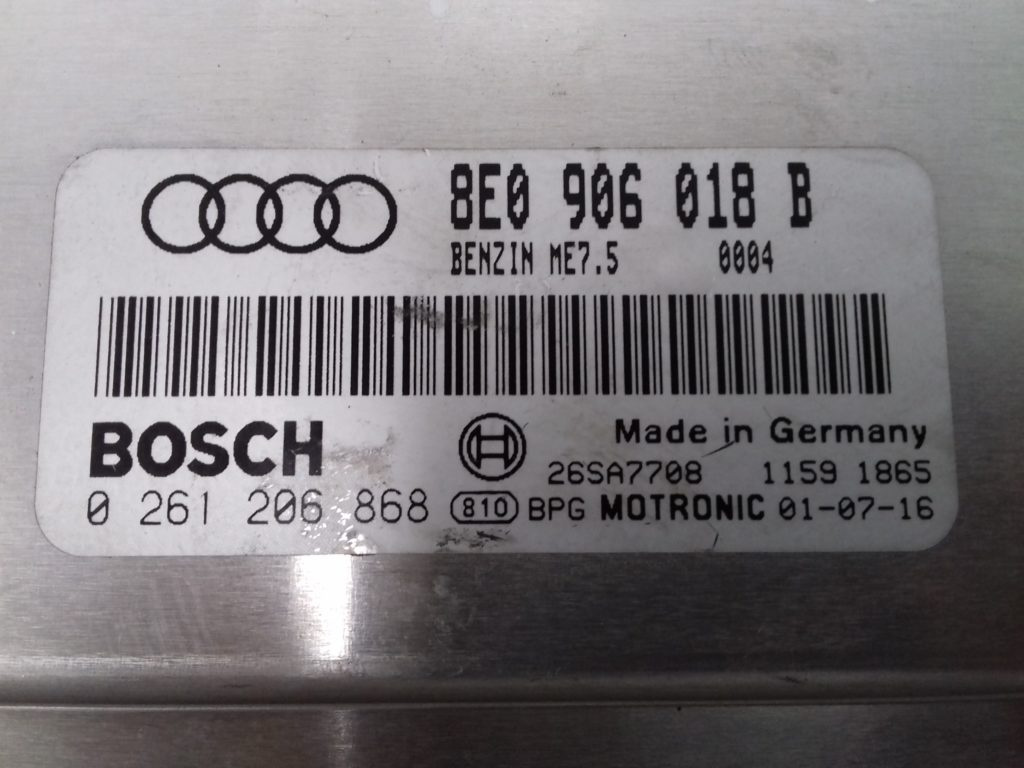 8E0 906 018 B
BENZIN ME7.5 0004
BOSCH
Made in Germany
26SA7708 1159 1865
0 261 206 868 810 BPG MOTRONIC 01-07-16